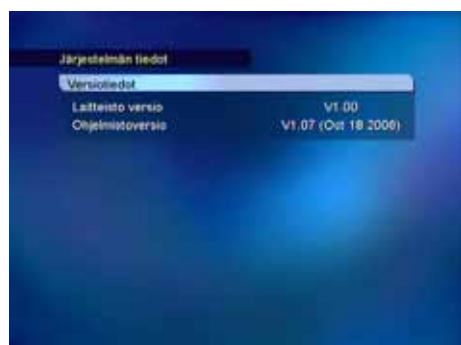 Järjestelmän tiedot
Versiotiedot
Laitteisto versio V1.00
Ohjelmistoversio V1.07 (Oct 18 2006)